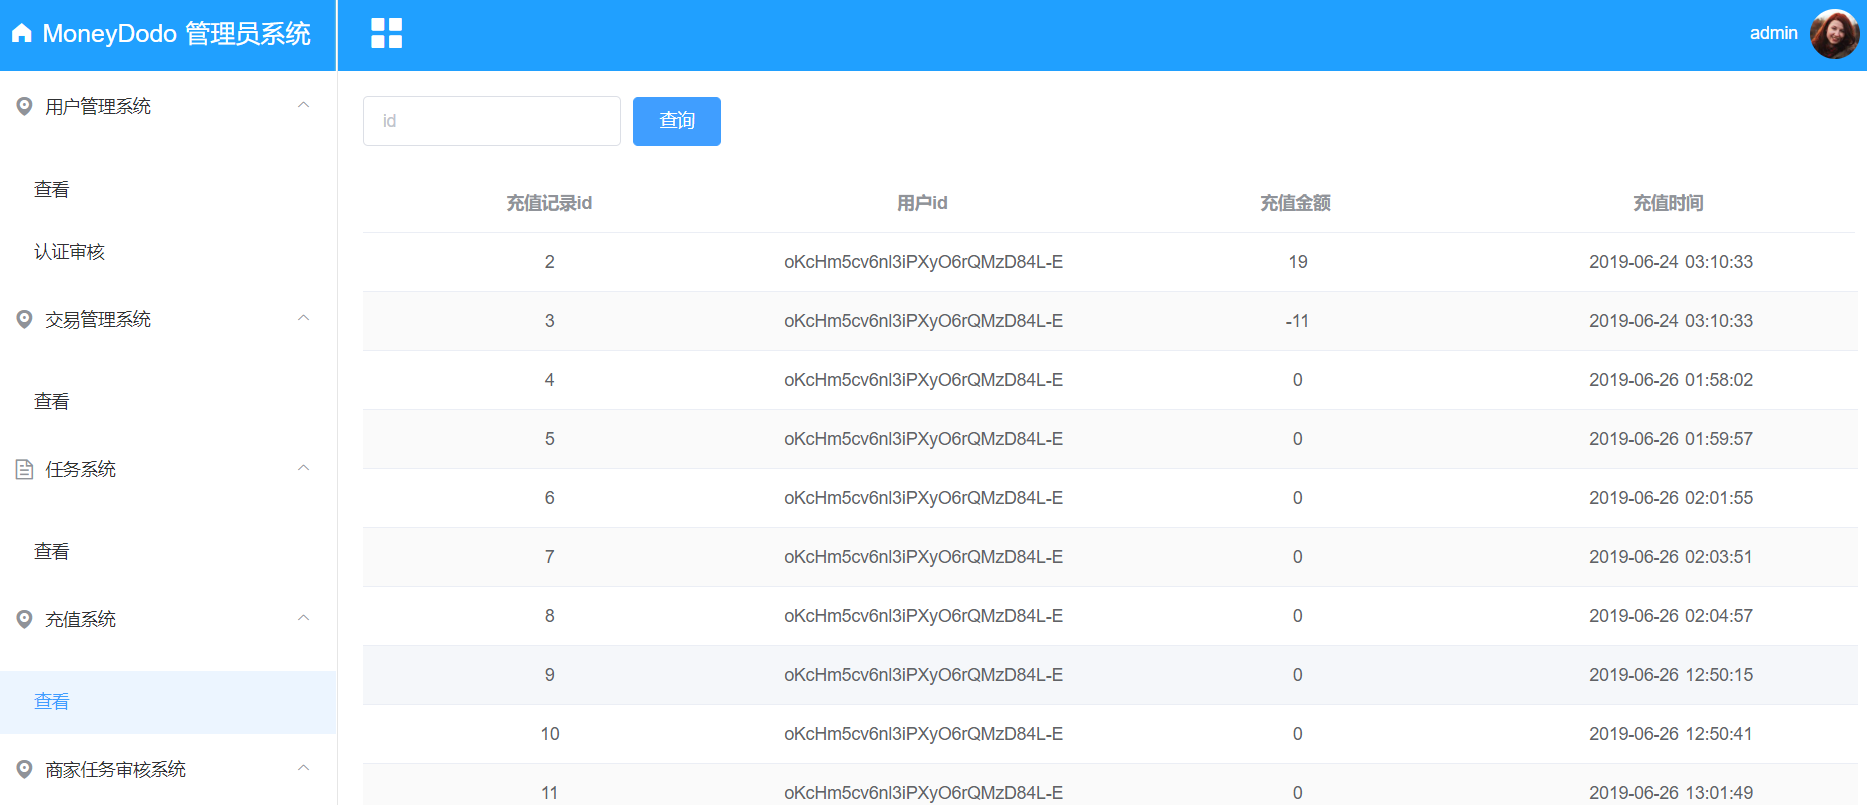 MoneyDodo 管理员系统
admin
用户管理系统
查看
认证审核
交易管理系统
查看
任务系统
查看
充值系统
查看
商家任务审核系统
id 查询
充值记录id 用户id 充值金额 充值时间
2 oKcHm5cv6nl3iPXyO6rQMzD84L-E 19 2019-06-24 03:10:33
3 oKcHm5cv6nl3iPXyO6rQMzD84L-E -11 2019-06-24 03:10:33
4 oKcHm5cv6nl3iPXyO6rQMzD84L-E 0 2019-06-26 01:58:02
5 oKcHm5cv6nl3iPXyO6rQMzD84L-E 0 2019-06-26 01:59:57
6 oKcHm5cv6nl3iPXyO6rQMzD84L-E 0 2019-06-26 02:01:55
7 oKcHm5cv6nl3iPXyO6rQMzD84L-E 0 2019-06-26 02:03:51
8 oKcHm5cv6nl3iPXyO6rQMzD84L-E 0 2019-06-26 02:04:57
9 oKcHm5cv6nl3iPXyO6rQMzD84L-E 0 2019-06-26 12:50:15
10 oKcHm5cv6nl3iPXyO6rQMzD84L-E 0 2019-06-26 12:50:41
11 oKcHm5cv6nl3iPXyO6rQMzD84L-E 0 2019-06-26 13:01:49